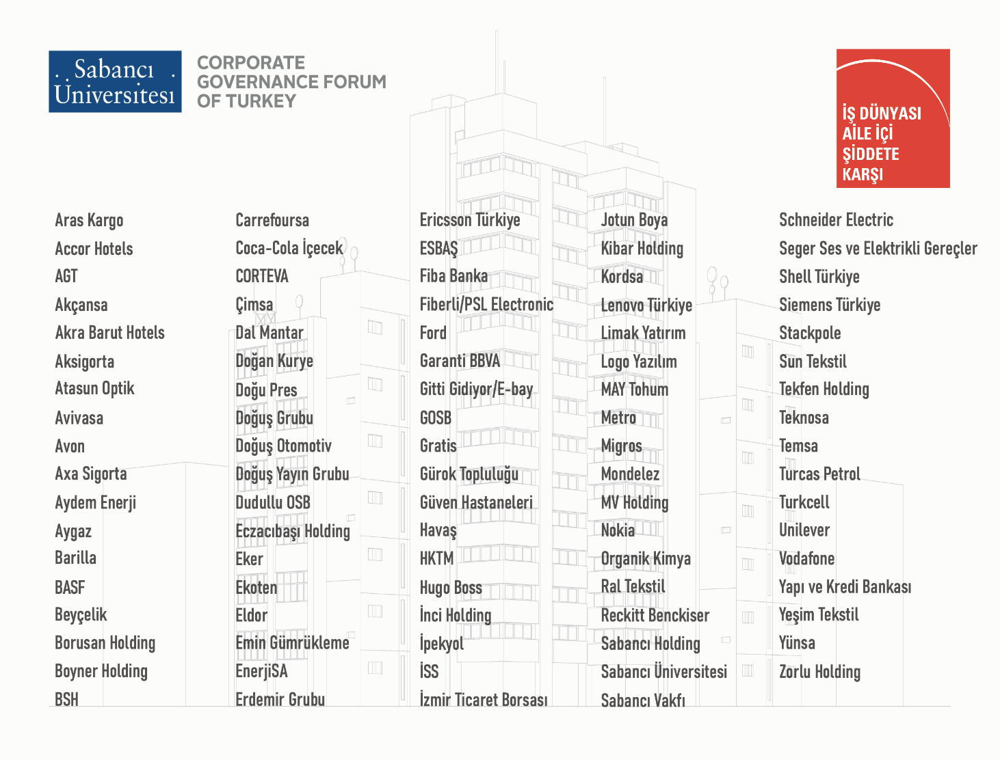 Sabancı
Üniversitesi
CORPORATE
GOVERNANCE FORUM
OF TURKEY
İŞ DÜNYASI
AİLE İÇİ
ŞİDDETE
KARŞI
Aras Kargo
Accor Hotels
AGT
Akçansa
Akra Barut Hotels
Aksigorta
Atasun Optik
Avivasa
Avon
Axa Sigorta
Aydem Enerji
Aygaz
Barilla
BASF
Beyçelik
Borusan Holding
Boyner Holding
BSH
Carrefoursa
Coca-Cola İçecek
CORTEVA
Çimsa
Dal Mantar
Doğan Kurye
Doğu Pres
Doğuş Grubu
Doğuş Otomotiv
Doğuş Yayın Grubu
Dudullu OSB
Eczacıbaşı Holding
Eker
Ekoten
Eldor
Emin Gümrükleme
EnerjiSA
Erdemir Grubu
Ericsson Türkiye
ESBAŞ
Fiba Banka
Fiberli/PSL Electronic
Ford
Garanti BBVA
Gitti Gidiyor/E-bay
GOSB
Gratis
Gürok Topluluğu
Güven Hastaneleri
Havaş
HKTM
Hugo Boss
İnci Holding
İpekyol
İSS
İzmir Ticaret Borsası
Jotun Boya
Kibar Holding
Kordsa
Lenovo Türkiye
Limak Yatırım
Logo Yazılım
MAY Tohum
Metro
Migros
Mondelez
MV Holding
Nokia
Organik Kimya
Ral Tekstil
Reckitt Benckiser
Sabancı Holding
Sabancı Üniversitesi
Sabancı Vakfı
Schneider Electric
Seger Ses ve Elektrikli Gereçler
Shell Türkiye
Siemens Türkiye
Stackpole
Sun Tekstil
Tekfen Holding
Teknosa
Temsa
Turcas Petrol
Turkcell
Unilever
Vodafone
Yapı ve Kredi Bankası
Yeşim Tekstil
Yünsa
Zorlu Holding